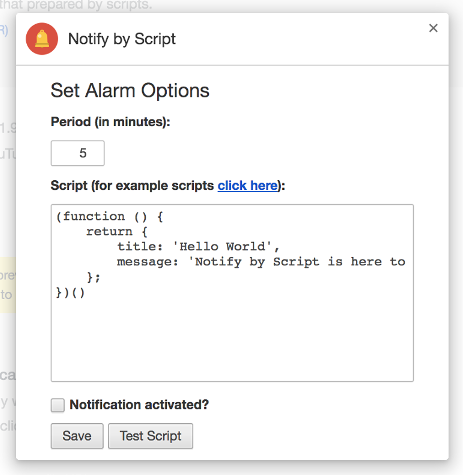 that prepared by scripts.
Notify by Script
Set Alarm Options
Period (in minutes):
5
Script (for example scripts click here):
(function () {
    return {
        title: 'Hello World',
        message: 'Notify by Script is here to
    };
})()
Notification activated?
Save
Test Script